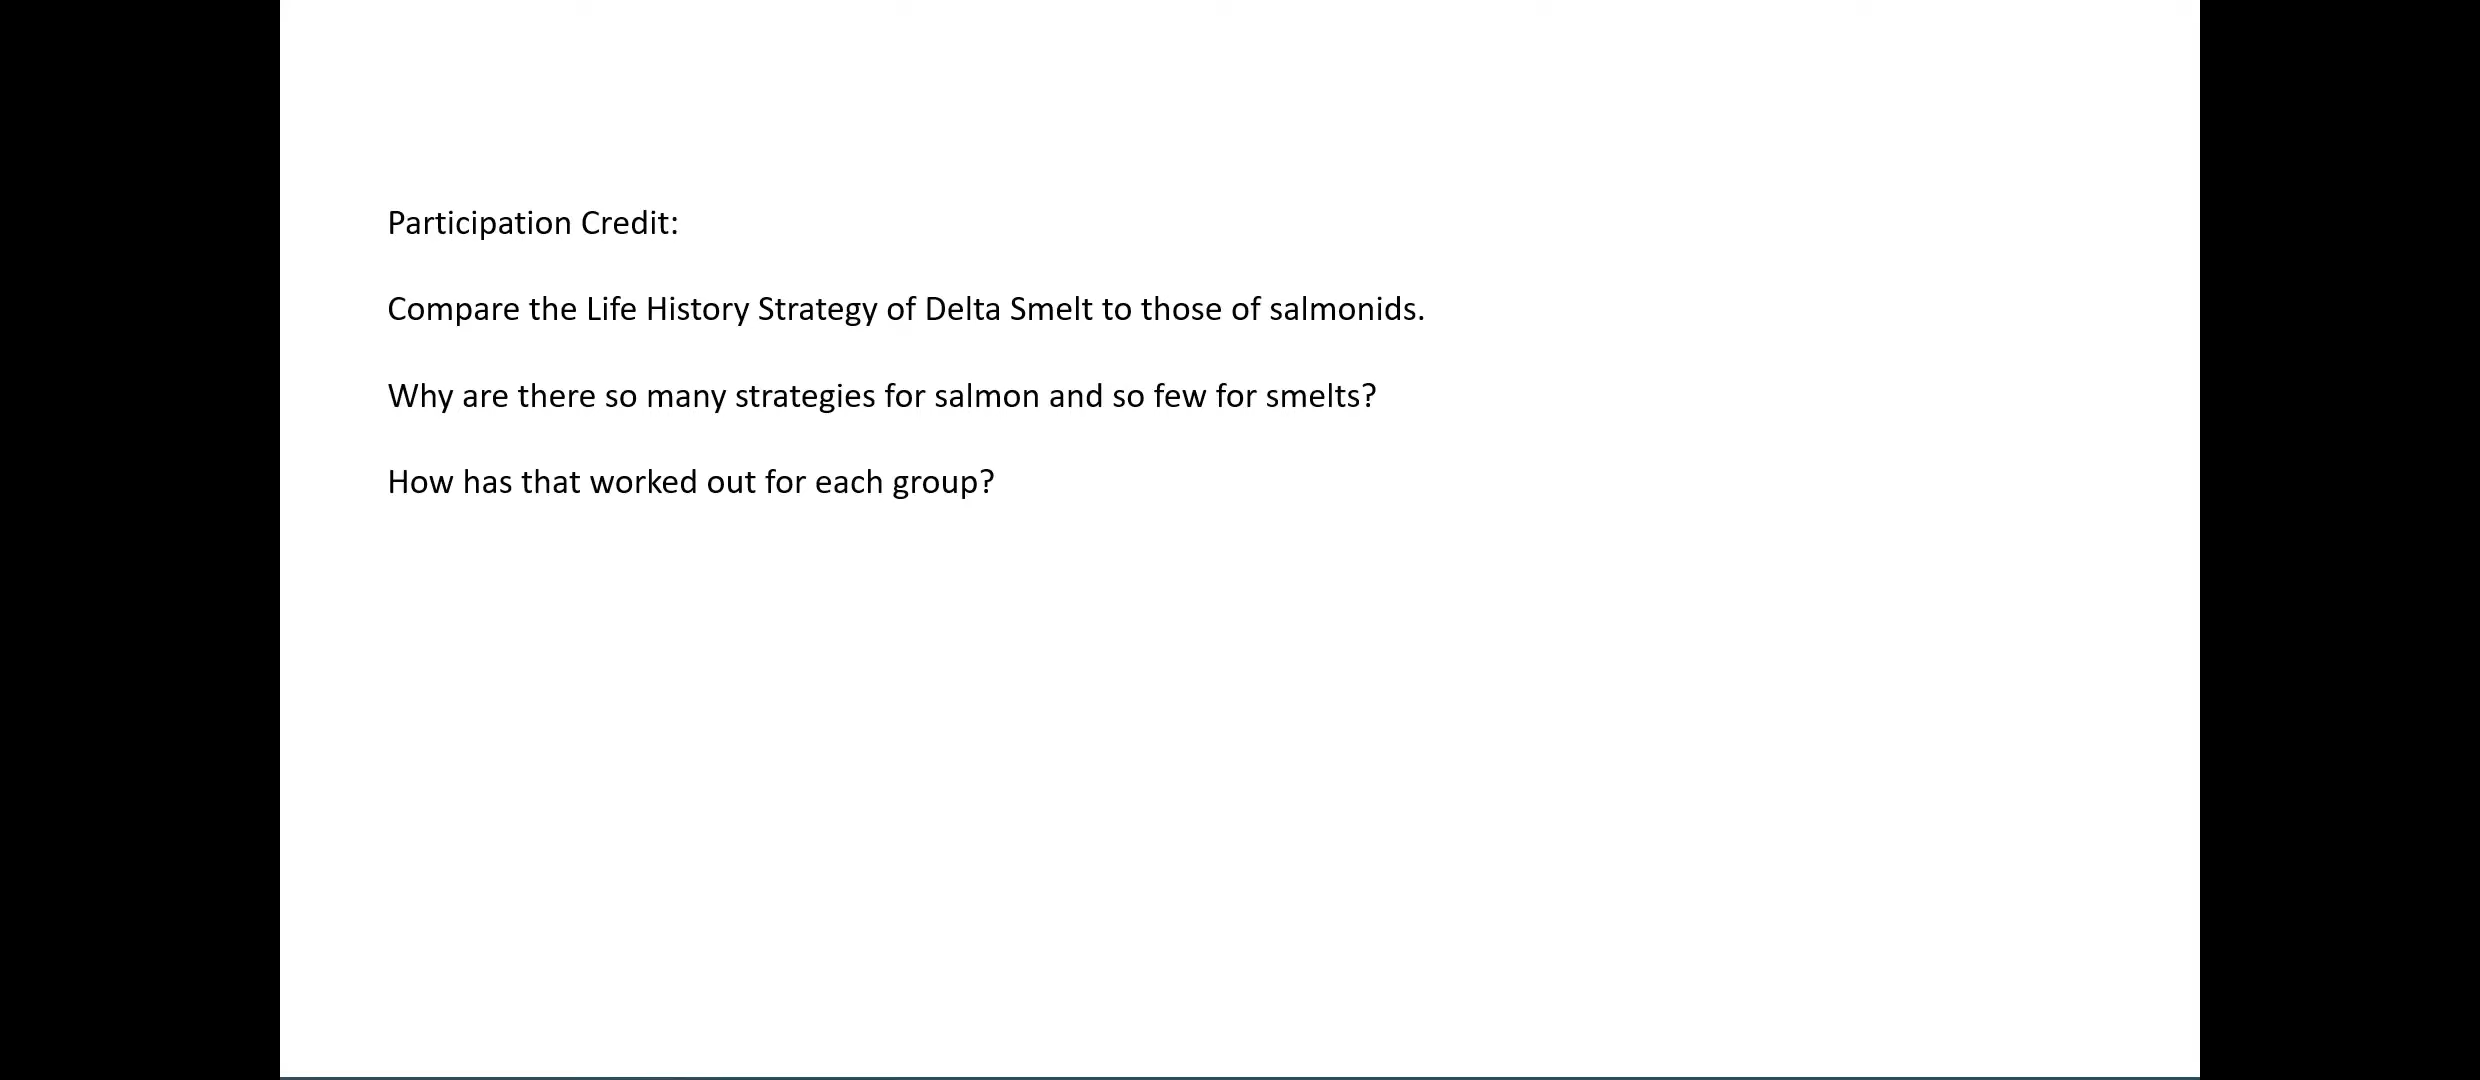 Participation Credit:
Compare the Life History Strategy of Delta Smelt to those of salmonids.
Why are there so many strategies for salmon and so few for smelts?
How has that worked out for each group?